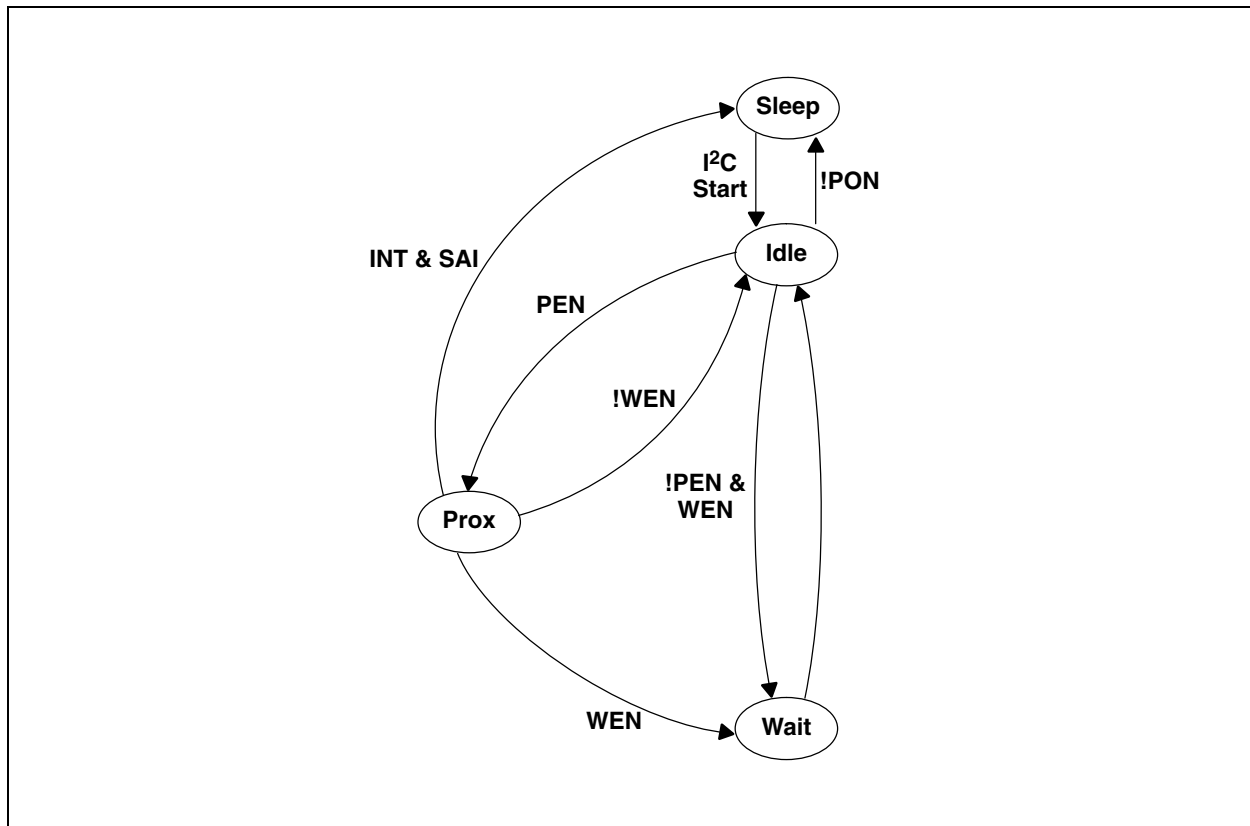 Sleep
I²C
Start
!PON
Idle
INT & SAI
PEN
!WEN
!PEN &
WEN
Prox
WEN
Wait